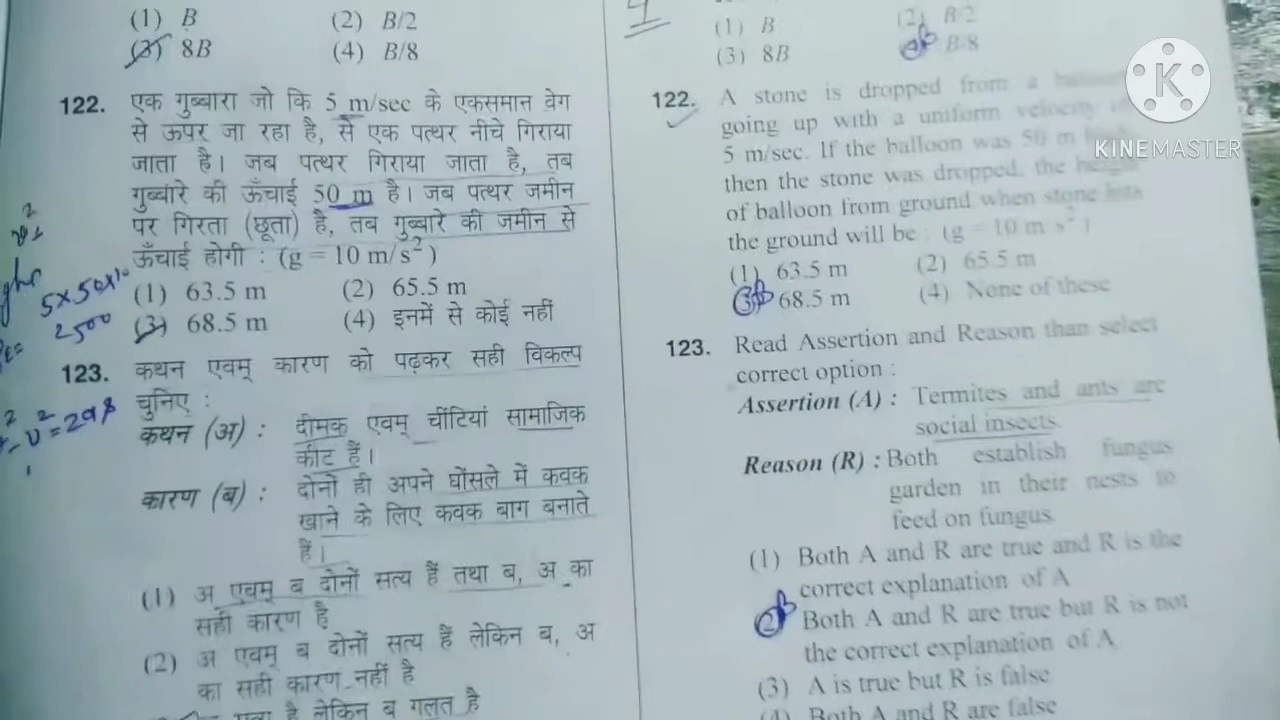 (1) B (2) B/2
(3) 8B (4) B/8
122. एक गुब्बारा जो कि 5 m/sec के एकसमान वेग
से ऊपर जा रहा है, से एक पत्थर नीचे गिराया
जाता है। जब पत्थर गिराया जाता है, तब
गुब्बारे की ऊँचाई 50 m है। जब पत्थर जमीन
पर गिरता (छूता) है, तब गुब्बारे की जमीन से
ऊँचाई होगी : (g = 10 m/s²)
(1) 63.5 m (2) 65.5 m
(3) 68.5 m (4) इनमें से कोई नहीं
123. कथन एवम् कारण को पढ़कर सही विकल्प
चुनिए :
कथन (अ) : दीमक एवम् चींटियां सामाजिक
कीट हैं।
कारण (ब) : दोनों ही अपने घोंसले में कवक
खाने के लिए कवक बाग बनाते
हैं।
(1) अ एवम् ब दोनों सत्य हैं तथा ब, अ का
सही कारण है
(2) अ एवम् ब दोनों सत्य है लेकिन ब, अ
का सही कारण नहीं है
है लेकिन ब गलत है
5×50×10
2500
(1) B (2) B/2
(3) 8B B/8
122. A stone is dropped from a
going up with a uniform velocity
5 m/sec. If the balloon was 50 m
then the stone was dropped, the height
of balloon from ground when stone hits
the ground will be : (g = 10 m s²)
(1) 63.5 m (2) 65.5 m
(3) 68.5 m (4) None of these
123. Read Assertion and Reason than select
correct option :
Assertion (A) : Termites and ants are
social insects.
Reason (R) : Both establish fungus
garden in their nests to
feed on fungus.
(1) Both A and R are true and R is the
correct explanation of A
(2) Both A and R are true but R is not
the correct explanation of A
(3) A is true but R is false
(4) Both A and R are false
K
KINEMASTER